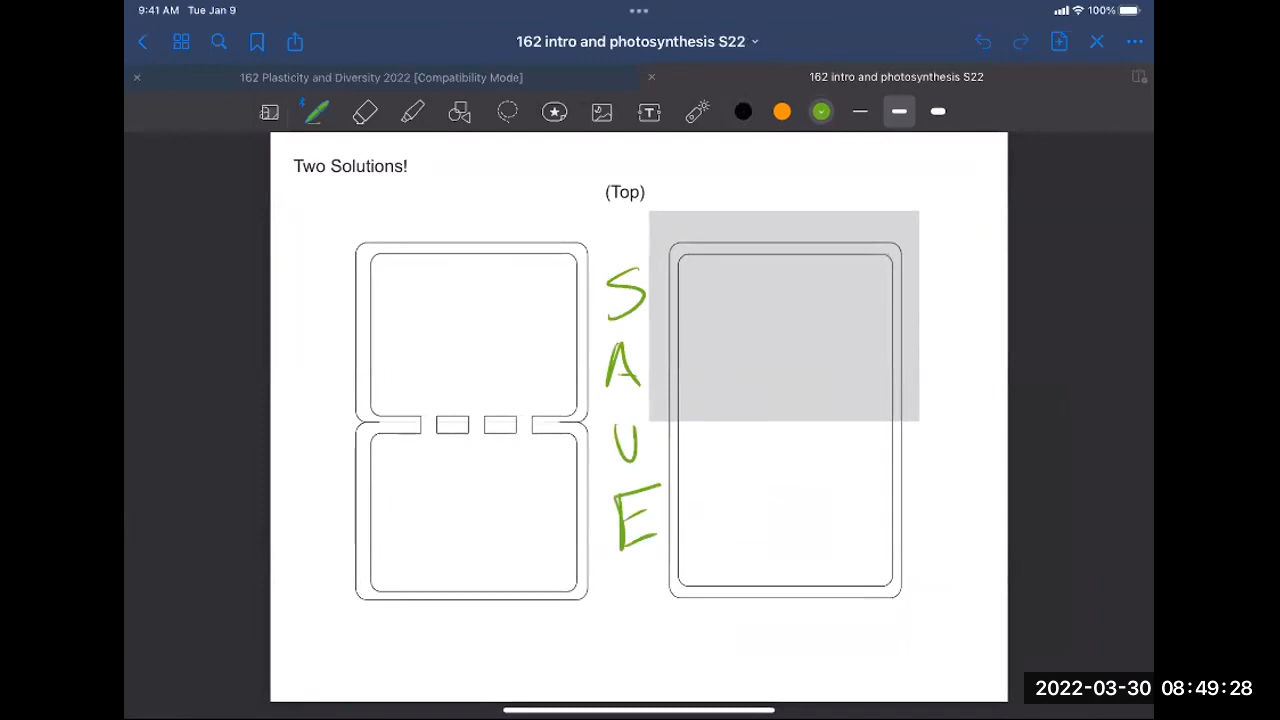 9:41 AM Tue Jan 9
100%
162 intro and photosynthesis S22
162 Plasticity and Diversity 2022 [Compatibility Mode]
162 intro and photosynthesis S22
Two Solutions!
(Top)
S
A
V
E
2022-03-30 08:49:28